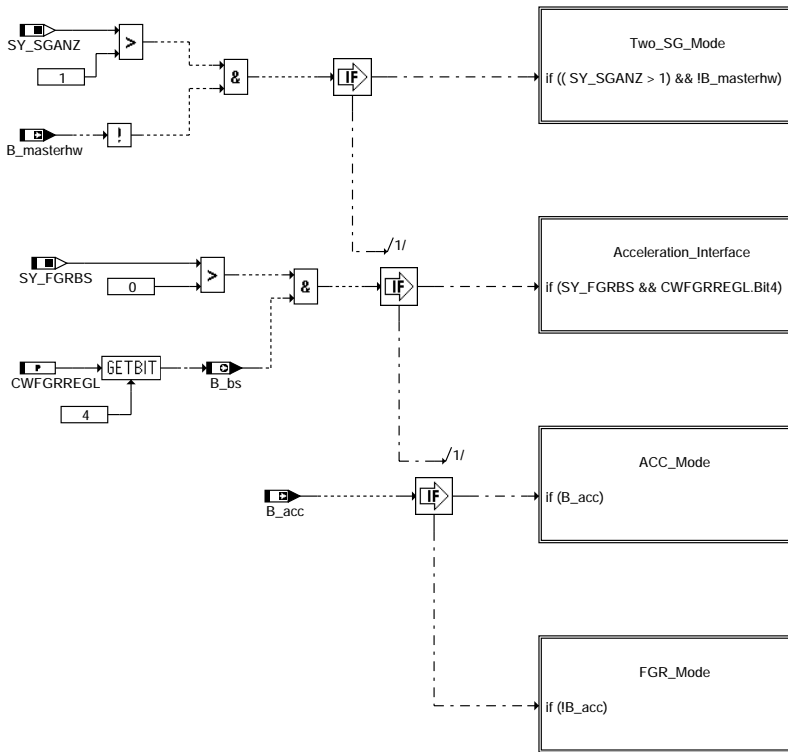 SY_SGANZ
>
1
&
IF
Two_SG_Mode
if (( SY_SGANZ > 1) && !B_masterhw)
B_masterhw
!
/1/
SY_FGRBS
>
0
&
IF
Acceleration_Interface
if (SY_FGRBS && CWFGRREGL.Bit4)
P
CWFGRREGL
GETBIT
B_bs
4
/1/
B_acc
IF
ACC_Mode
if (B_acc)
FGR_Mode
if (!B_acc)